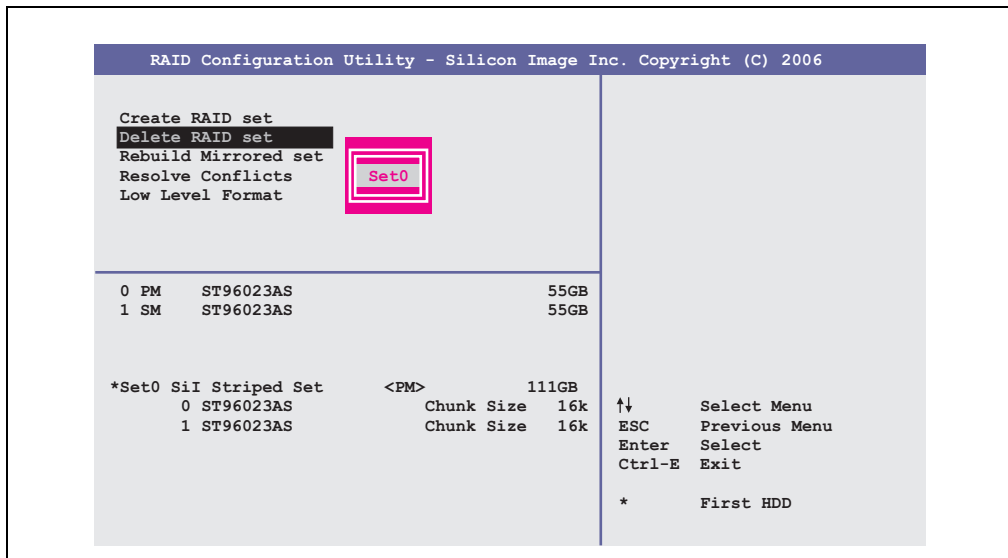 RAID Configuration Utility - Silicon Image Inc. Copyright (C) 2006
Create RAID set
Delete RAID set
Rebuild Mirrored set
Resolve Conflicts
Low Level Format
Set0
0 PM ST96023AS 55GB
1 SM ST96023AS 55GB
*Set0 SiI Striped Set <PM> 111GB
0 ST96023AS Chunk Size 16k
1 ST96023AS Chunk Size 16k
↑↓ Select Menu
ESC Previous Menu
Enter Select
Ctrl-E Exit
* First HDD